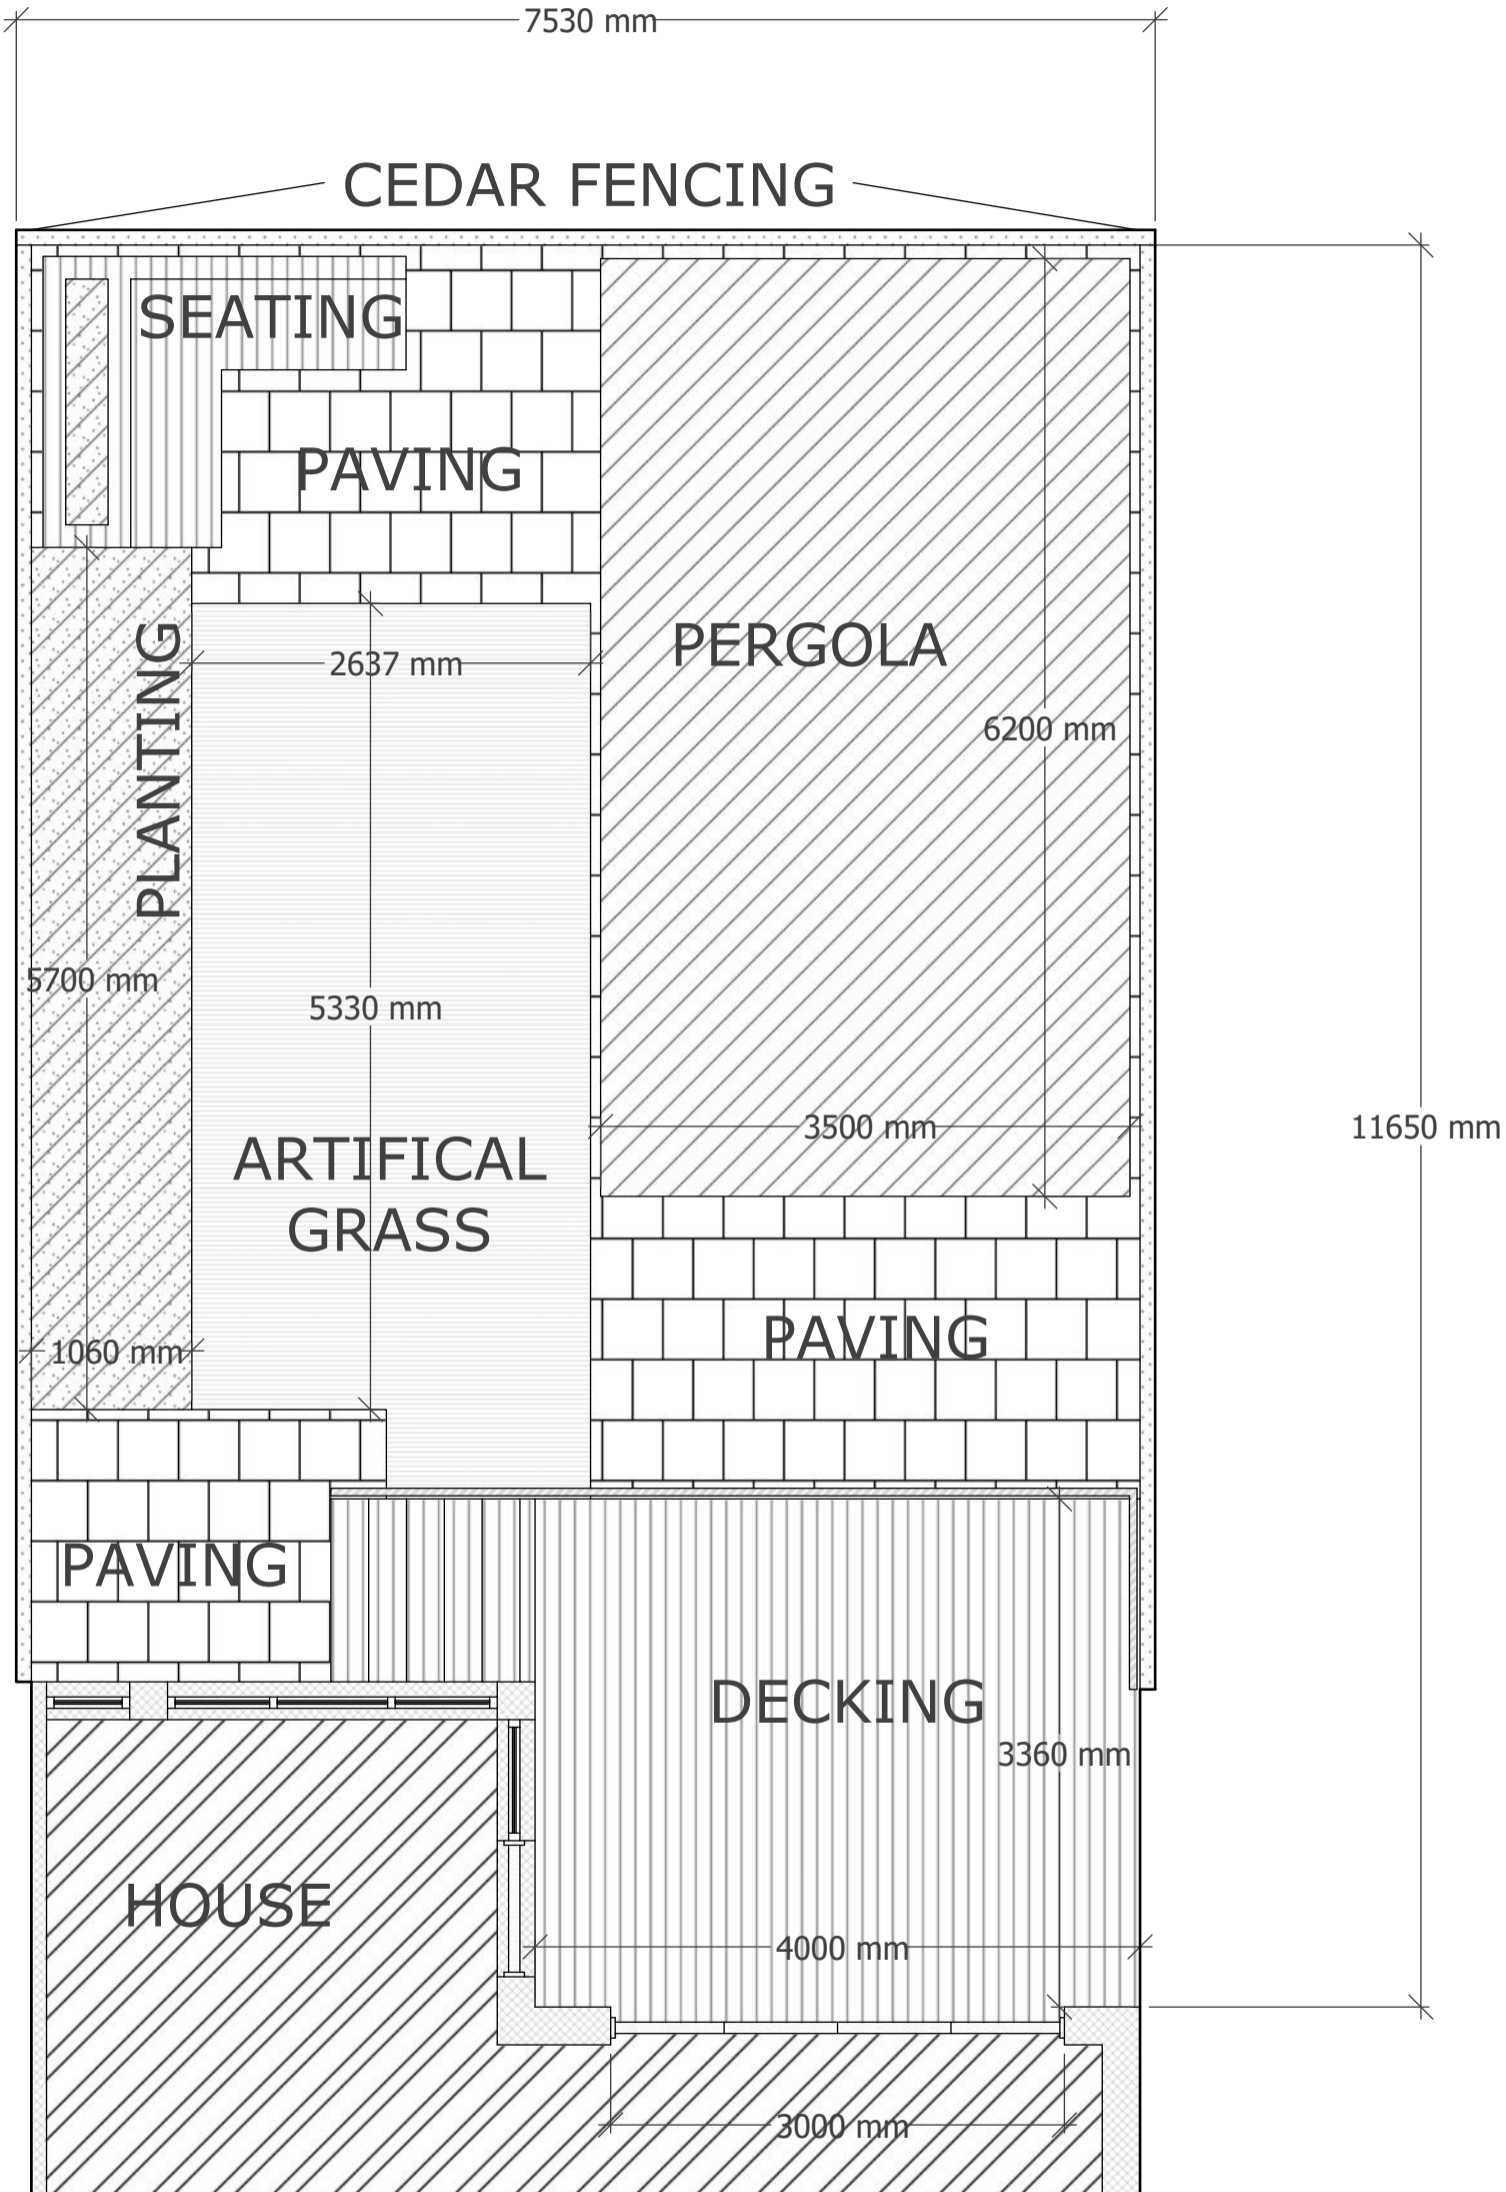 7530 mm
CEDAR FENCING
SEATING
PAVING
PLANTING
2637 mm
PERGOLA
6200 mm
5700 mm
5330 mm
3500 mm
11650 mm
ARTIFICAL
GRASS
1060 mm
PAVING
PAVING
DECKING
3360 mm
HOUSE
4000 mm
3000 mm